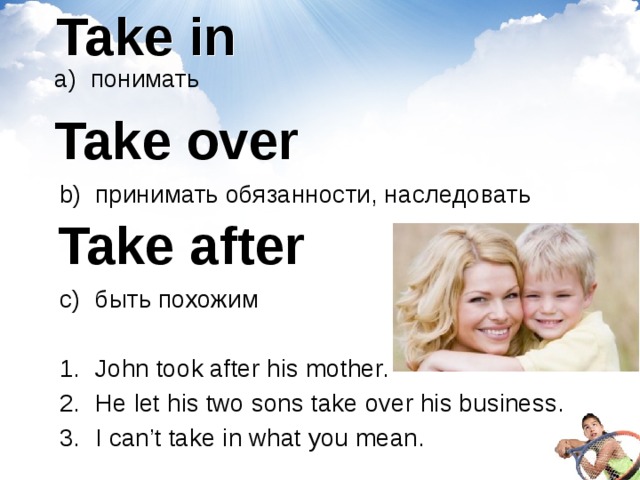 Take in
a) понимать
Take over
b) принимать обязанности, наследовать
Take after
c) быть похожим
1. John took after his mother.
2. He let his two sons take over his business.
3. I can’t take in what you mean.